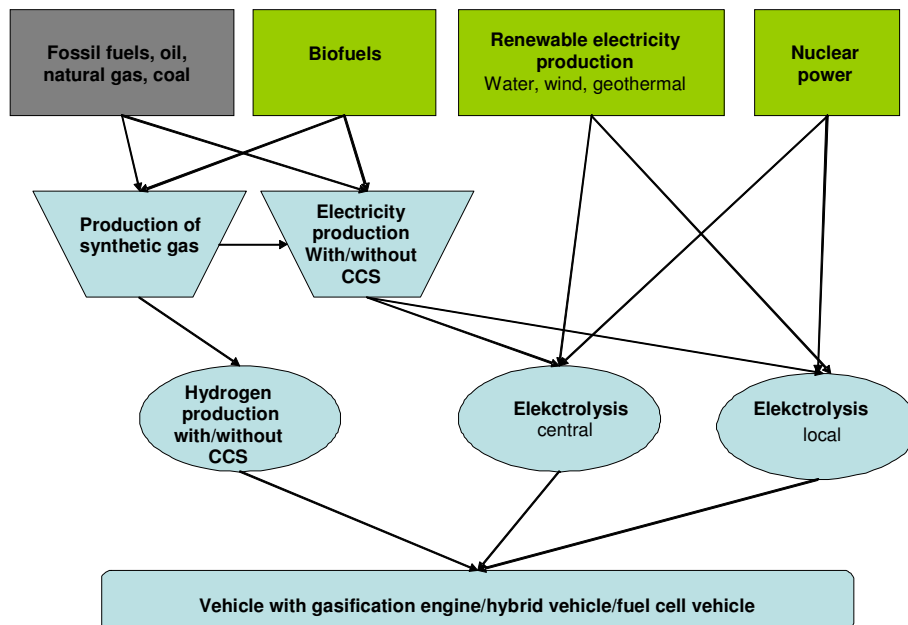 Fossil fuels, oil,
natural gas, coal
Biofuels
Renewable electricity
production
Water, wind, geothermal
Nuclear
power
Production of
synthetic gas
Electricity
production
With/without
CCS
Hydrogen
production
with/without
CCS
Elekctrolysis
central
Elekctrolysis
local
Vehicle with gasification engine/hybrid vehicle/fuel cell vehicle